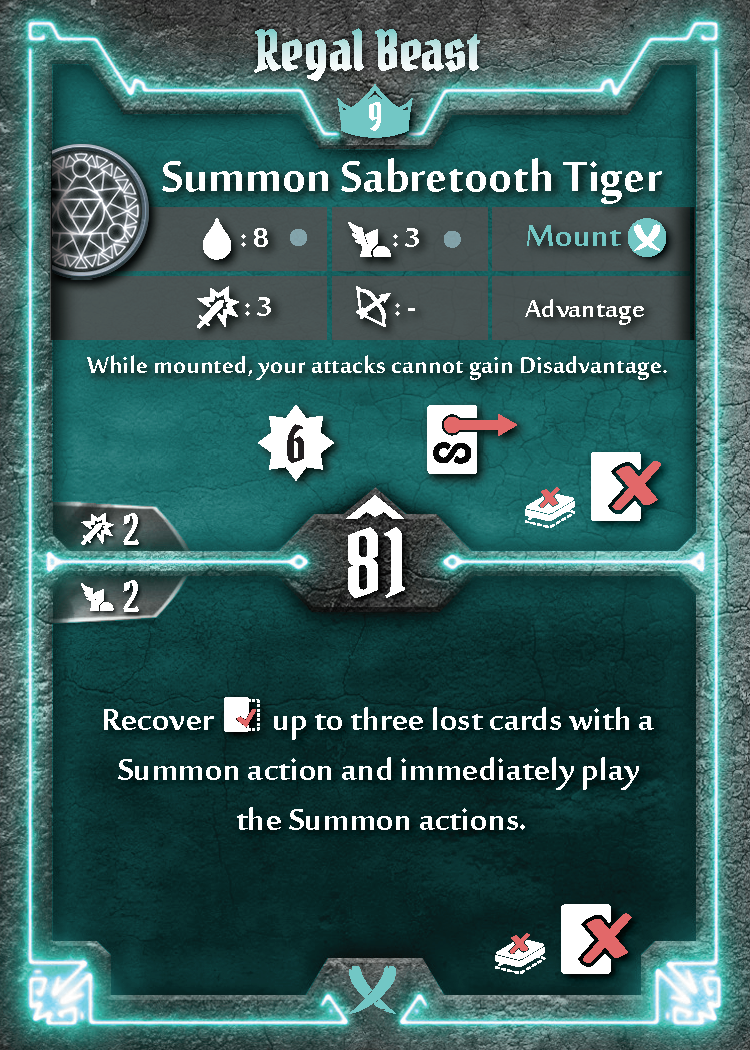 Regal Beast
9
Summon Sabretooth Tiger
: 8 : 3 Mount
: 3 : - Advantage
While mounted, your attacks cannot gain Disadvantage.
6
2
81
2
Recover up to three lost cards with a
Summon action and immediately play
the Summon actions.